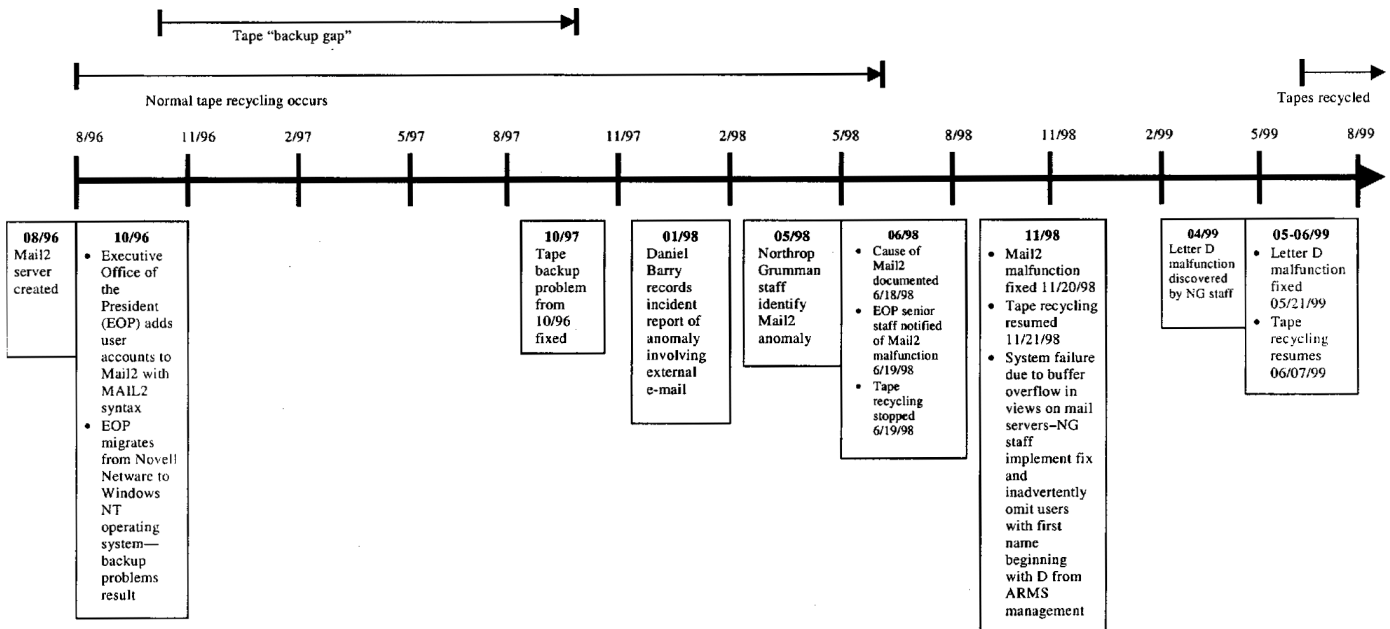 Tape "backup gap"
Normal tape recycling occurs
Tapes recycled
8/96 11/96 2/97 5/97 8/97 11/97 2/98 5/98 8/98 11/98 2/99 5/99 8/99
08/96
Mail2
server
created
10/96
• Executive
Office of
the
President
(EOP) adds
user
accounts to
Mail2 with
MAIL2
syntax
• EOP
migrates
from Novell
Netware to
Windows
NT
operating
system—
backup
problems
result
10/97
Tape
backup
problem
from
10/96
fixed
01/98
Daniel
Barry
records
incident
report of
anomaly
involving
external
e-mail
05/98
Northrop
Grumman
staff
identify
Mail2
anomaly
06/98
• Cause of
Mail2
documented
6/18/98
• EOP senior
staff notified
of Mail2
malfunction
6/19/98
• Tape
recycling
stopped
6/19/98
11/98
• Mail2
malfunction
fixed 11/20/98
• Tape recycling
resumed
11/21/98
• System failure
due to buffer
overflow in
views on mail
servers–NG
staff
implement fix
and
inadvertently
omit users
with first
name
beginning
with D from
ARMS
management
04/99
Letter D
malfunction
discovered
by NG staff
05-06/99
• Letter D
malfunction
fixed
05/21/99
• Tape
recycling
resumes
06/07/99